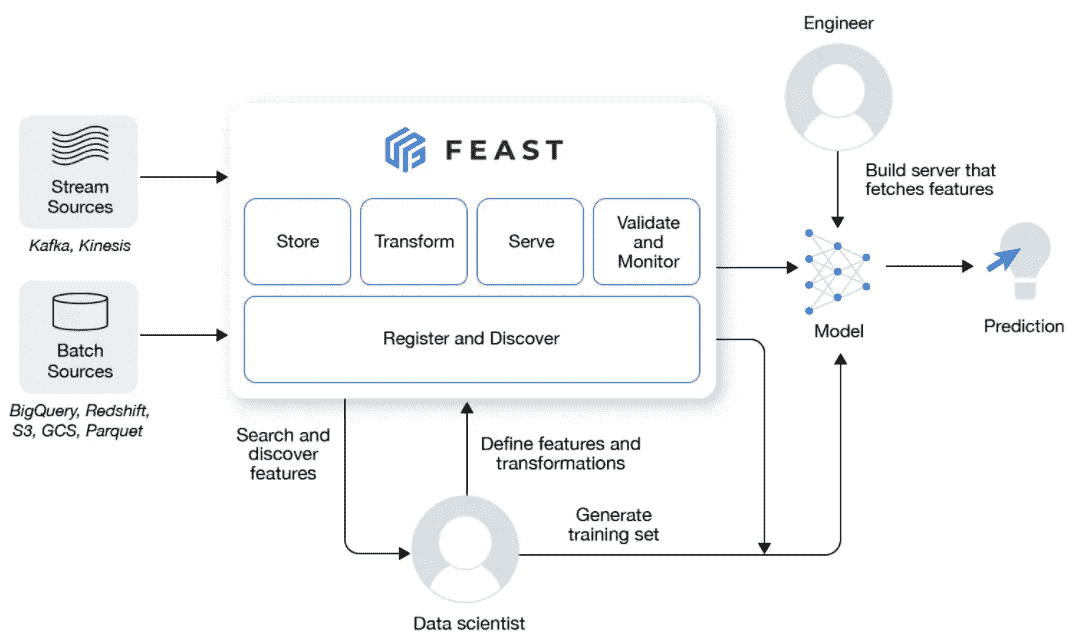 Engineer
Build server that
fetches features
FEAST
Stream
Sources
Kafka, Kinesis
Store
Transform
Serve
Validate
and
Monitor
Register and Discover
Batch
Sources
BigQuery, Redshift,
S3, GCS, Parquet
Model
Prediction
Search and
discover
features
Define features and
transformations
Generate
training set
Data scientist